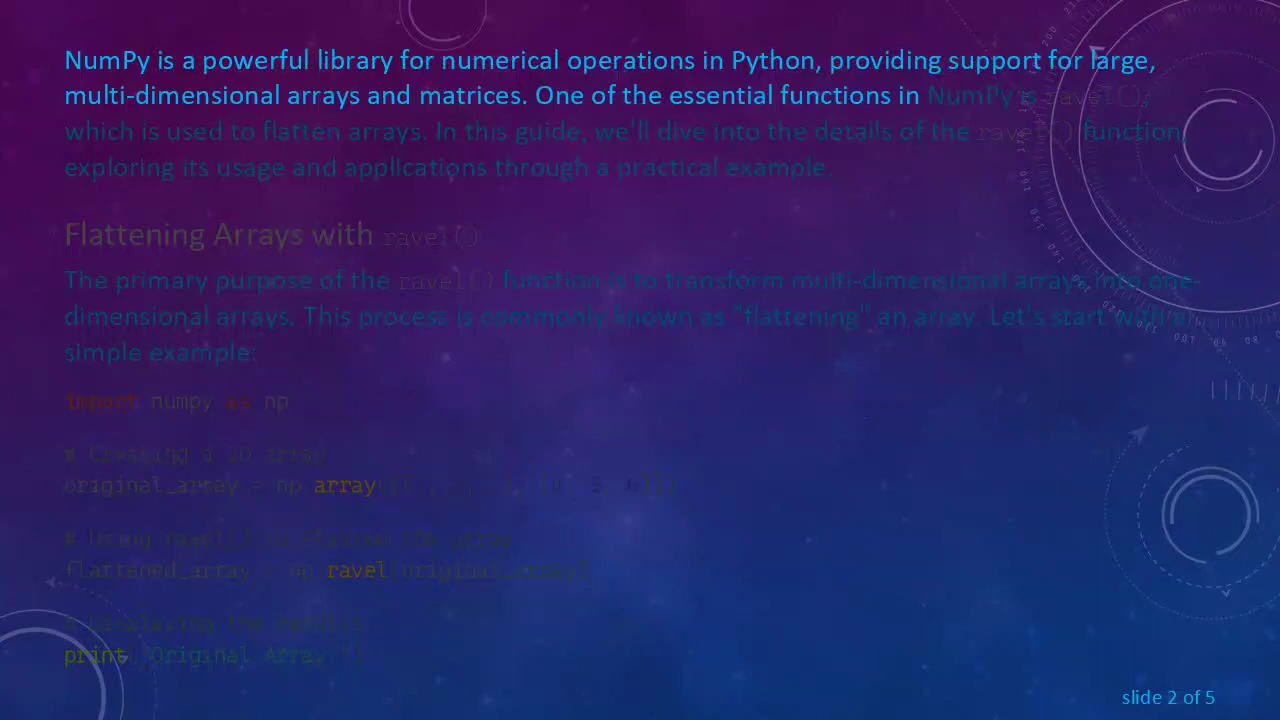 NumPy is a powerful library for numerical operations in Python, providing support for large,
multi-dimensional arrays and matrices. One of the essential functions in NumPy is ravel(),
which is used to flatten arrays. In this guide, we'll dive into the details of the ravel() function,
exploring its usage and applications through a practical example.
Flattening Arrays with ravel()
The primary purpose of the ravel() function is to transform multi-dimensional arrays into one-
dimensional arrays. This process is commonly known as "flattening" an array. Let's start with a
simple example:
import numpy as np
# Creating a 2D array
original_array = np.array(
# Using ravel() to flatten the array
flattened_array = np.ravel(original_array)
# Displaying the results
print("Original Array:")
slide 2 of 5